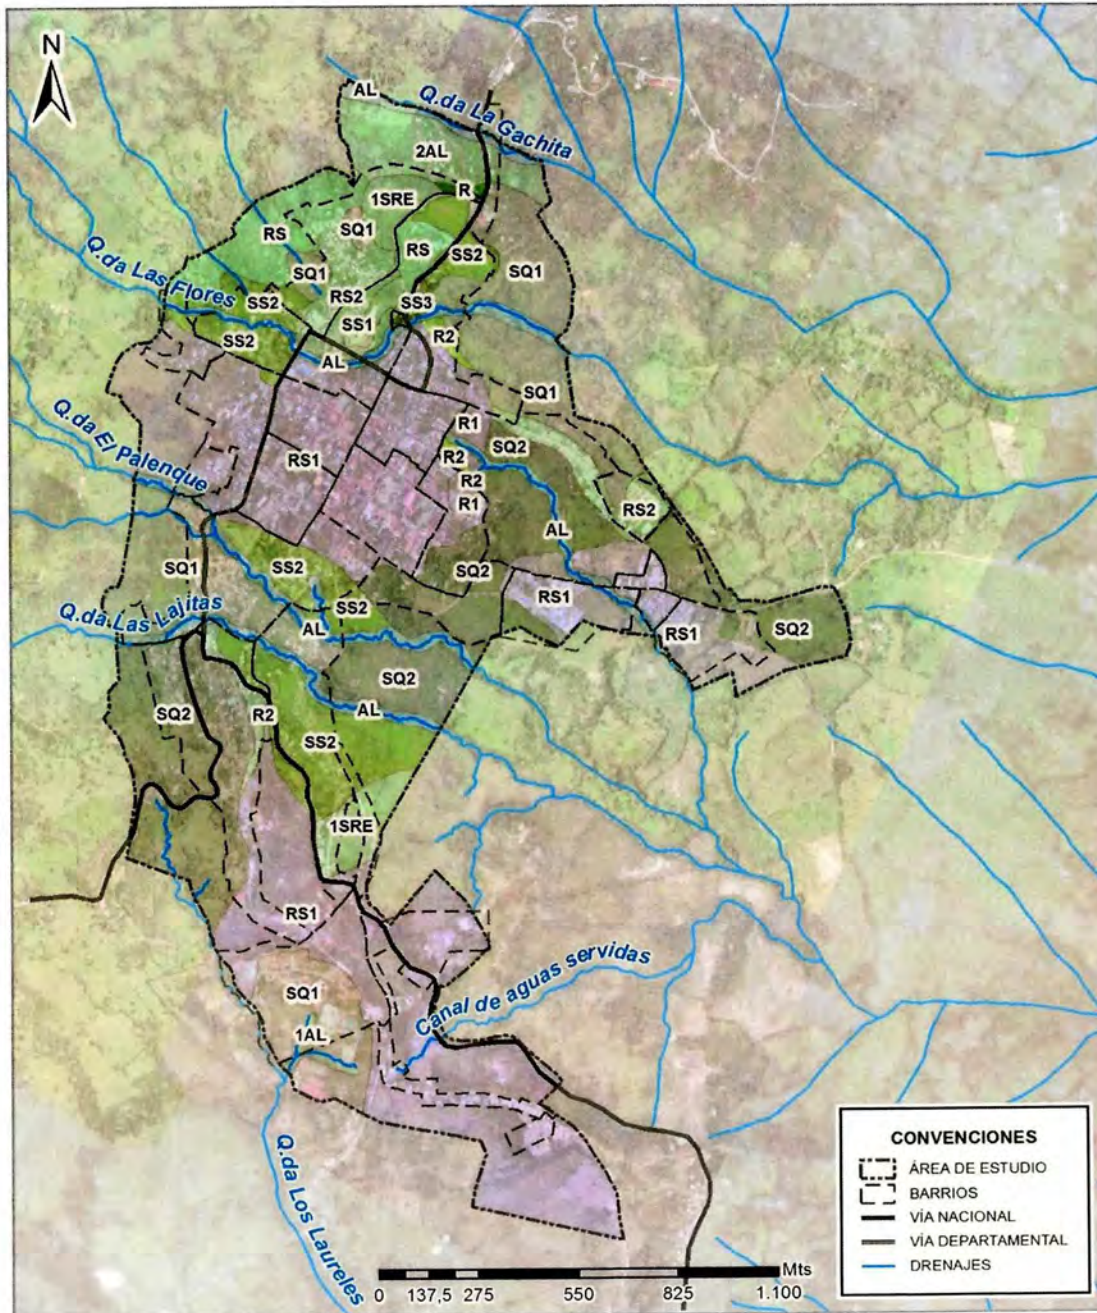 N
AL
Q.da La Gachita
2AL
R
1SRE
RS
SQ1
RS
SS2
SQ1
SQ1
Q.da Las Flores
SS2
RS2
SS3
SS1
R2
SS2
AL
SQ1
R1
SQ2
Q.da El Palenque
RS1
R2
R2
R1
RS2
AL
SQ1
SS2
SQ2
RS1
Q.da Las Lajitas
SS2
AL
RS1
SQ2
SQ2
SQ2
R2
AL
SS2
1SRE
RS1
SQ1
Canal de aguas servidas
1AL
Q.da Los Laureles
CONVENCIONES
ÁREA DE ESTUDIO
BARRIOS
VÍA NACIONAL
VÍA DEPARTAMENTAL
DRENAJES
Mts
0 137,5 275 550 825 1.100